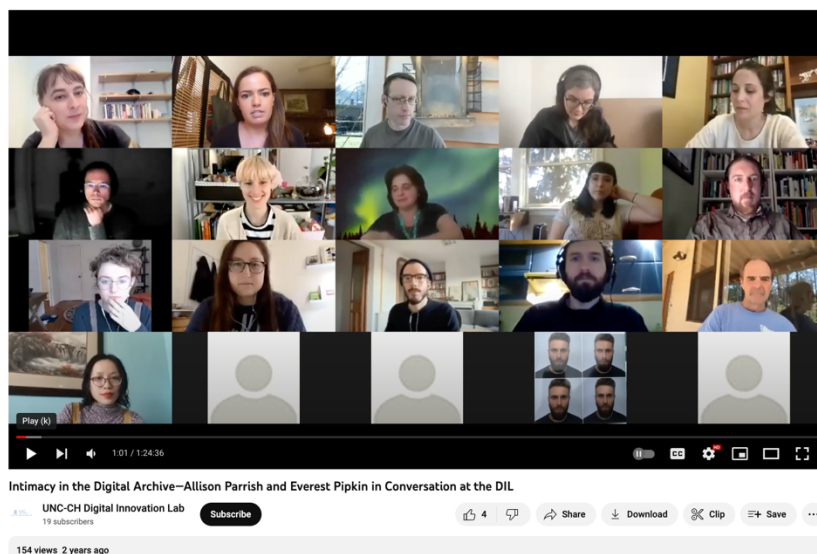 Play (k)
1:01 / 1:24:36
CC
HD
Intimacy in the Digital Archive—Allison Parrish and Everest Pipkin in Conversation at the DIL
UNC-CH Digital Innovation Lab
19 subscribers
Subscribe
4
Share
Download
Clip
Save
154 views 2 years ago